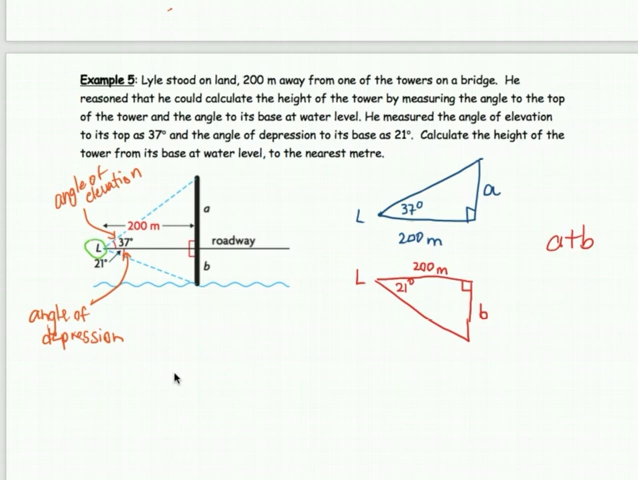 Example 5: Lyle stood on land, 200 m away from one of the towers on a bridge. He
reasoned that he could calculate the height of the tower by measuring the angle to the top
of the tower and the angle to its base at water level. He measured the angle of elevation
to its top as 37° and the angle of depression to its base as 21°. Calculate the height of the
tower from its base at water level, to the nearest metre.
angle of
elevation
200 m
a
L
37°
roadway
21°
b
angle of
depression
L
37°
a
200 m
L
200 m
21°
b
a+b